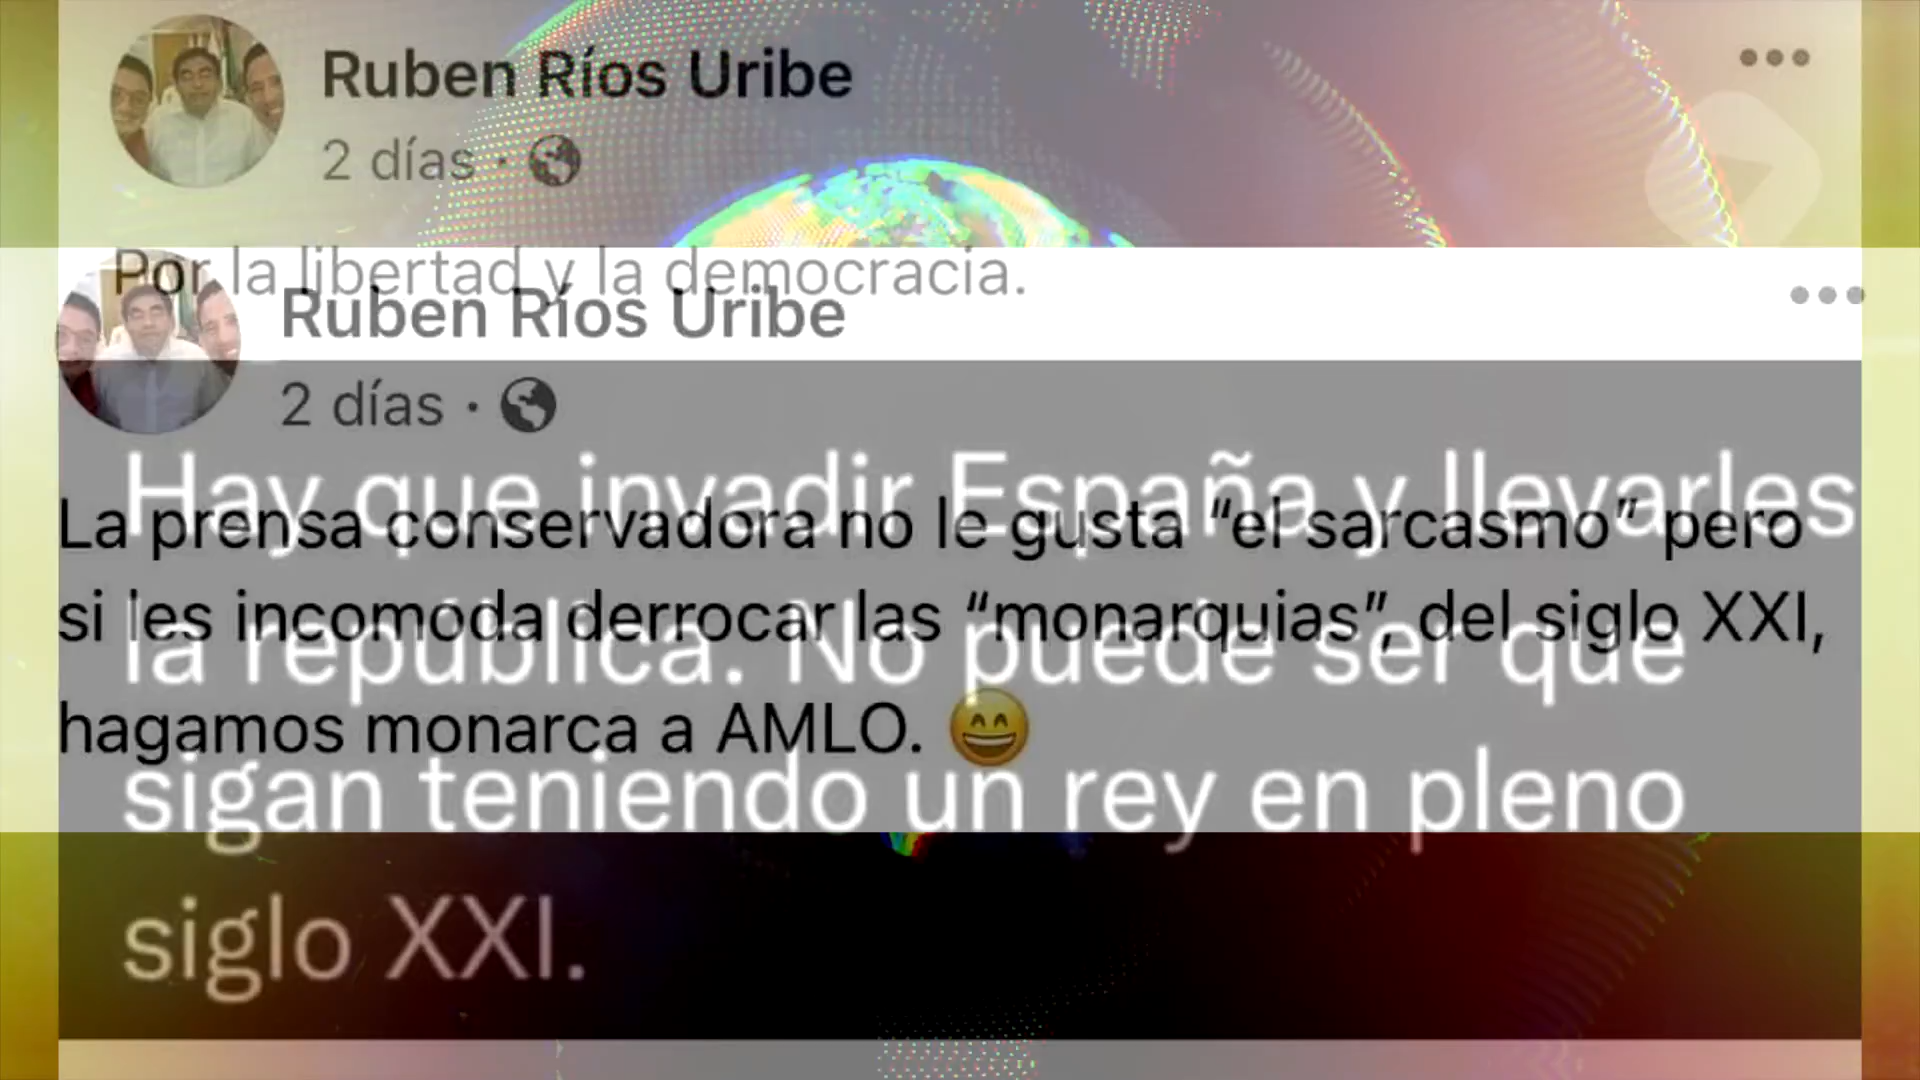 Ruben Ríos Uribe
2 días ·
Por la libertad y la democracia.
Ruben Ríos Uribe
2 días ·
Hay que invadir España y llevarles
la república. No puede ser que
sigan teniendo un rey en pleno
siglo XXI.
La prensa conservadora no le gusta “el sarcasmo” pero
si les incomoda derrocar las “monarquias”, del siglo XXI,
hagamos monarca a AMLO. 😄